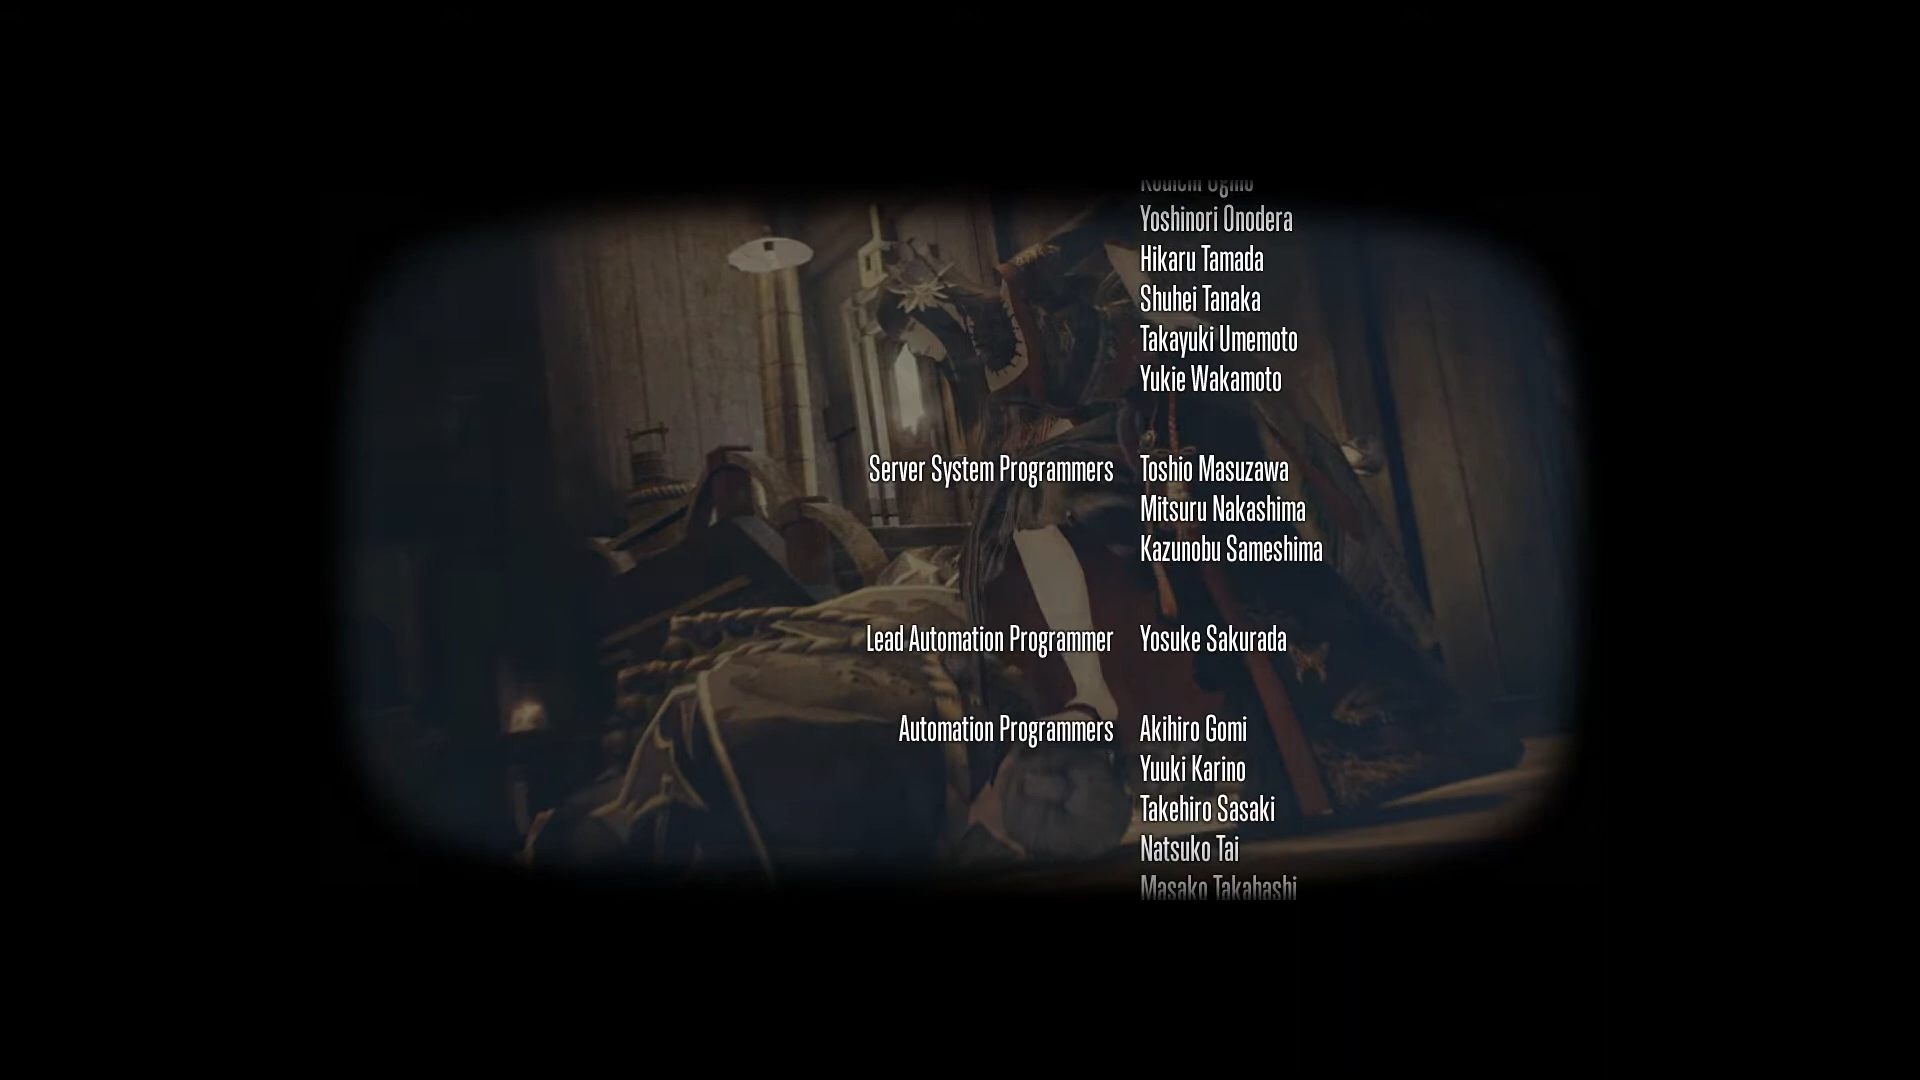 Yoshinori Onodera
Hikaru Tamada
Shuhei Tanaka
Takayuki Umemoto
Yukie Wakamoto
Server System Programmers Toshio Masuzawa
Mitsuru Nakashima
Kazunobu Sameshima
Lead Automation Programmer Yosuke Sakurada
Automation Programmers Akihiro Gomi
Yuuki Karino
Takehiro Sasaki
Natsuko Tai
Masako Takahashi